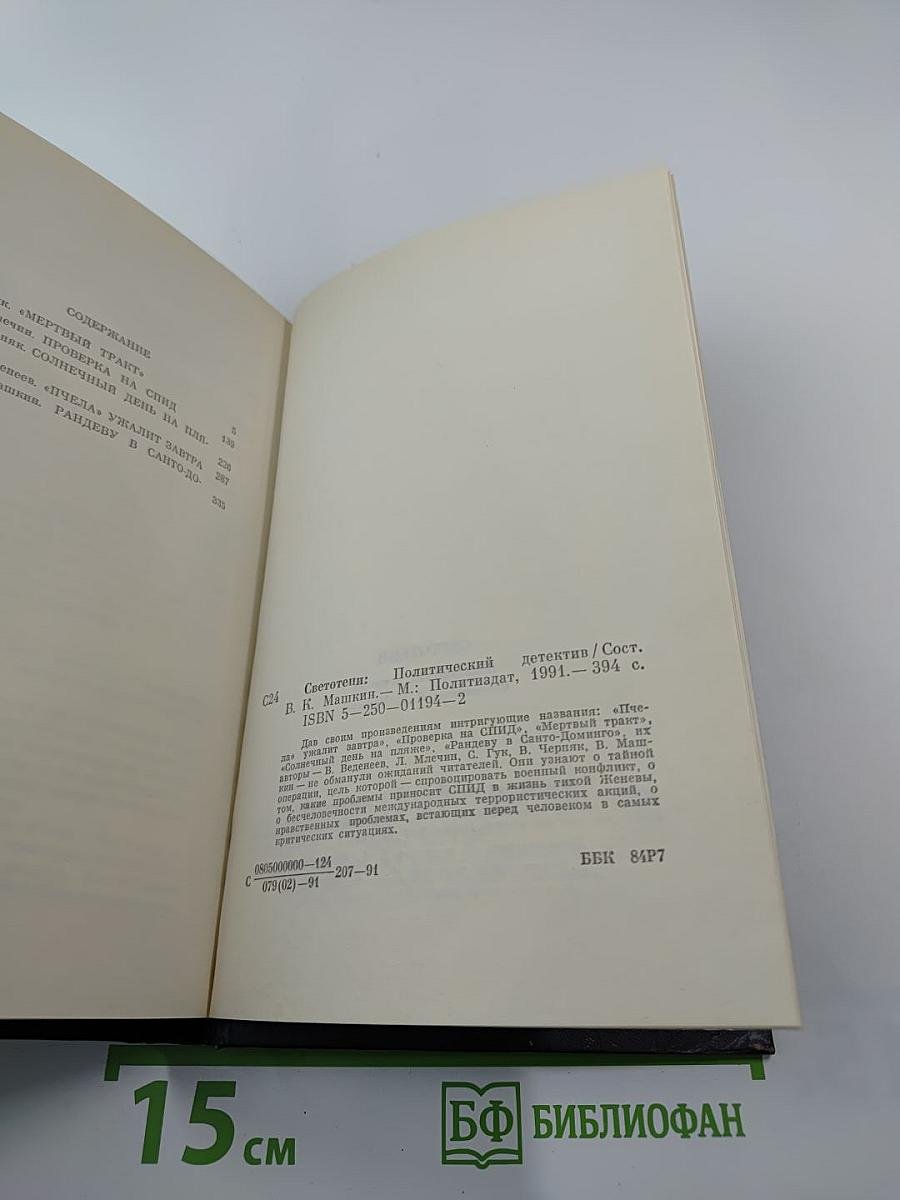 СОДЕРЖАНИЕ
«МЕРТВЫЙ ТРАКТ»
5
ПРОВЕРКА НА СПИД
139
СОЛНЕЧНЫЙ ДЕНЬ НА ПЛЯ-
226
«ПЧЕЛА» УЖАЛИТ ЗАВТРА
287
РАНДЕВУ В САНТО-ДО-
335
С24
Светотени: Политический детектив / Сост.
В. К. Машкин.— М.: Политиздат, 1991.— 394 с.
ISBN 5—250—01194—2
Дав своим произведениям интригующие названия: «Пче-
ла» ужалит завтра», «Проверка на СПИД», «Мертвый тракт»,
«Солнечный день на пляже», «Рандеву в Санто-Доминго», их
авторы — В. Веденеев, Л. Млечин, С. Гук, В. Черняк, В. Маш-
кин — не обманули ожиданий читателей. Они узнают о тайной
операции, цель которой — спровоцировать военный конфликт, о
том, какие проблемы приносит СПИД в жизнь тихой Женевы,
о бесчеловечности международных террористических акций, о
нравственных проблемах, встающих перед человеком в самых
критических ситуациях.
С 0805000000—124
079(02)—91
207—91
ББК 84Р7
15 см
БФ БИБЛИОФАН